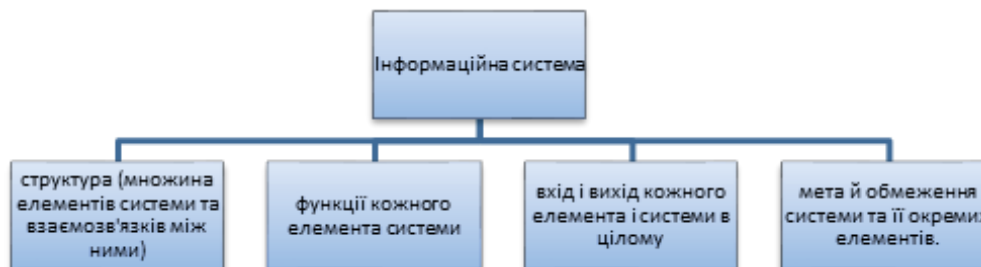 Інформаційна система
структура (множина
елементів системи та
взаємозв'язків між
ними)
функції кожного
елемента системи
вхід і вихід кожного
елемента і системи в
цілому
мета й обмеження
системи та її окремих
елементів.